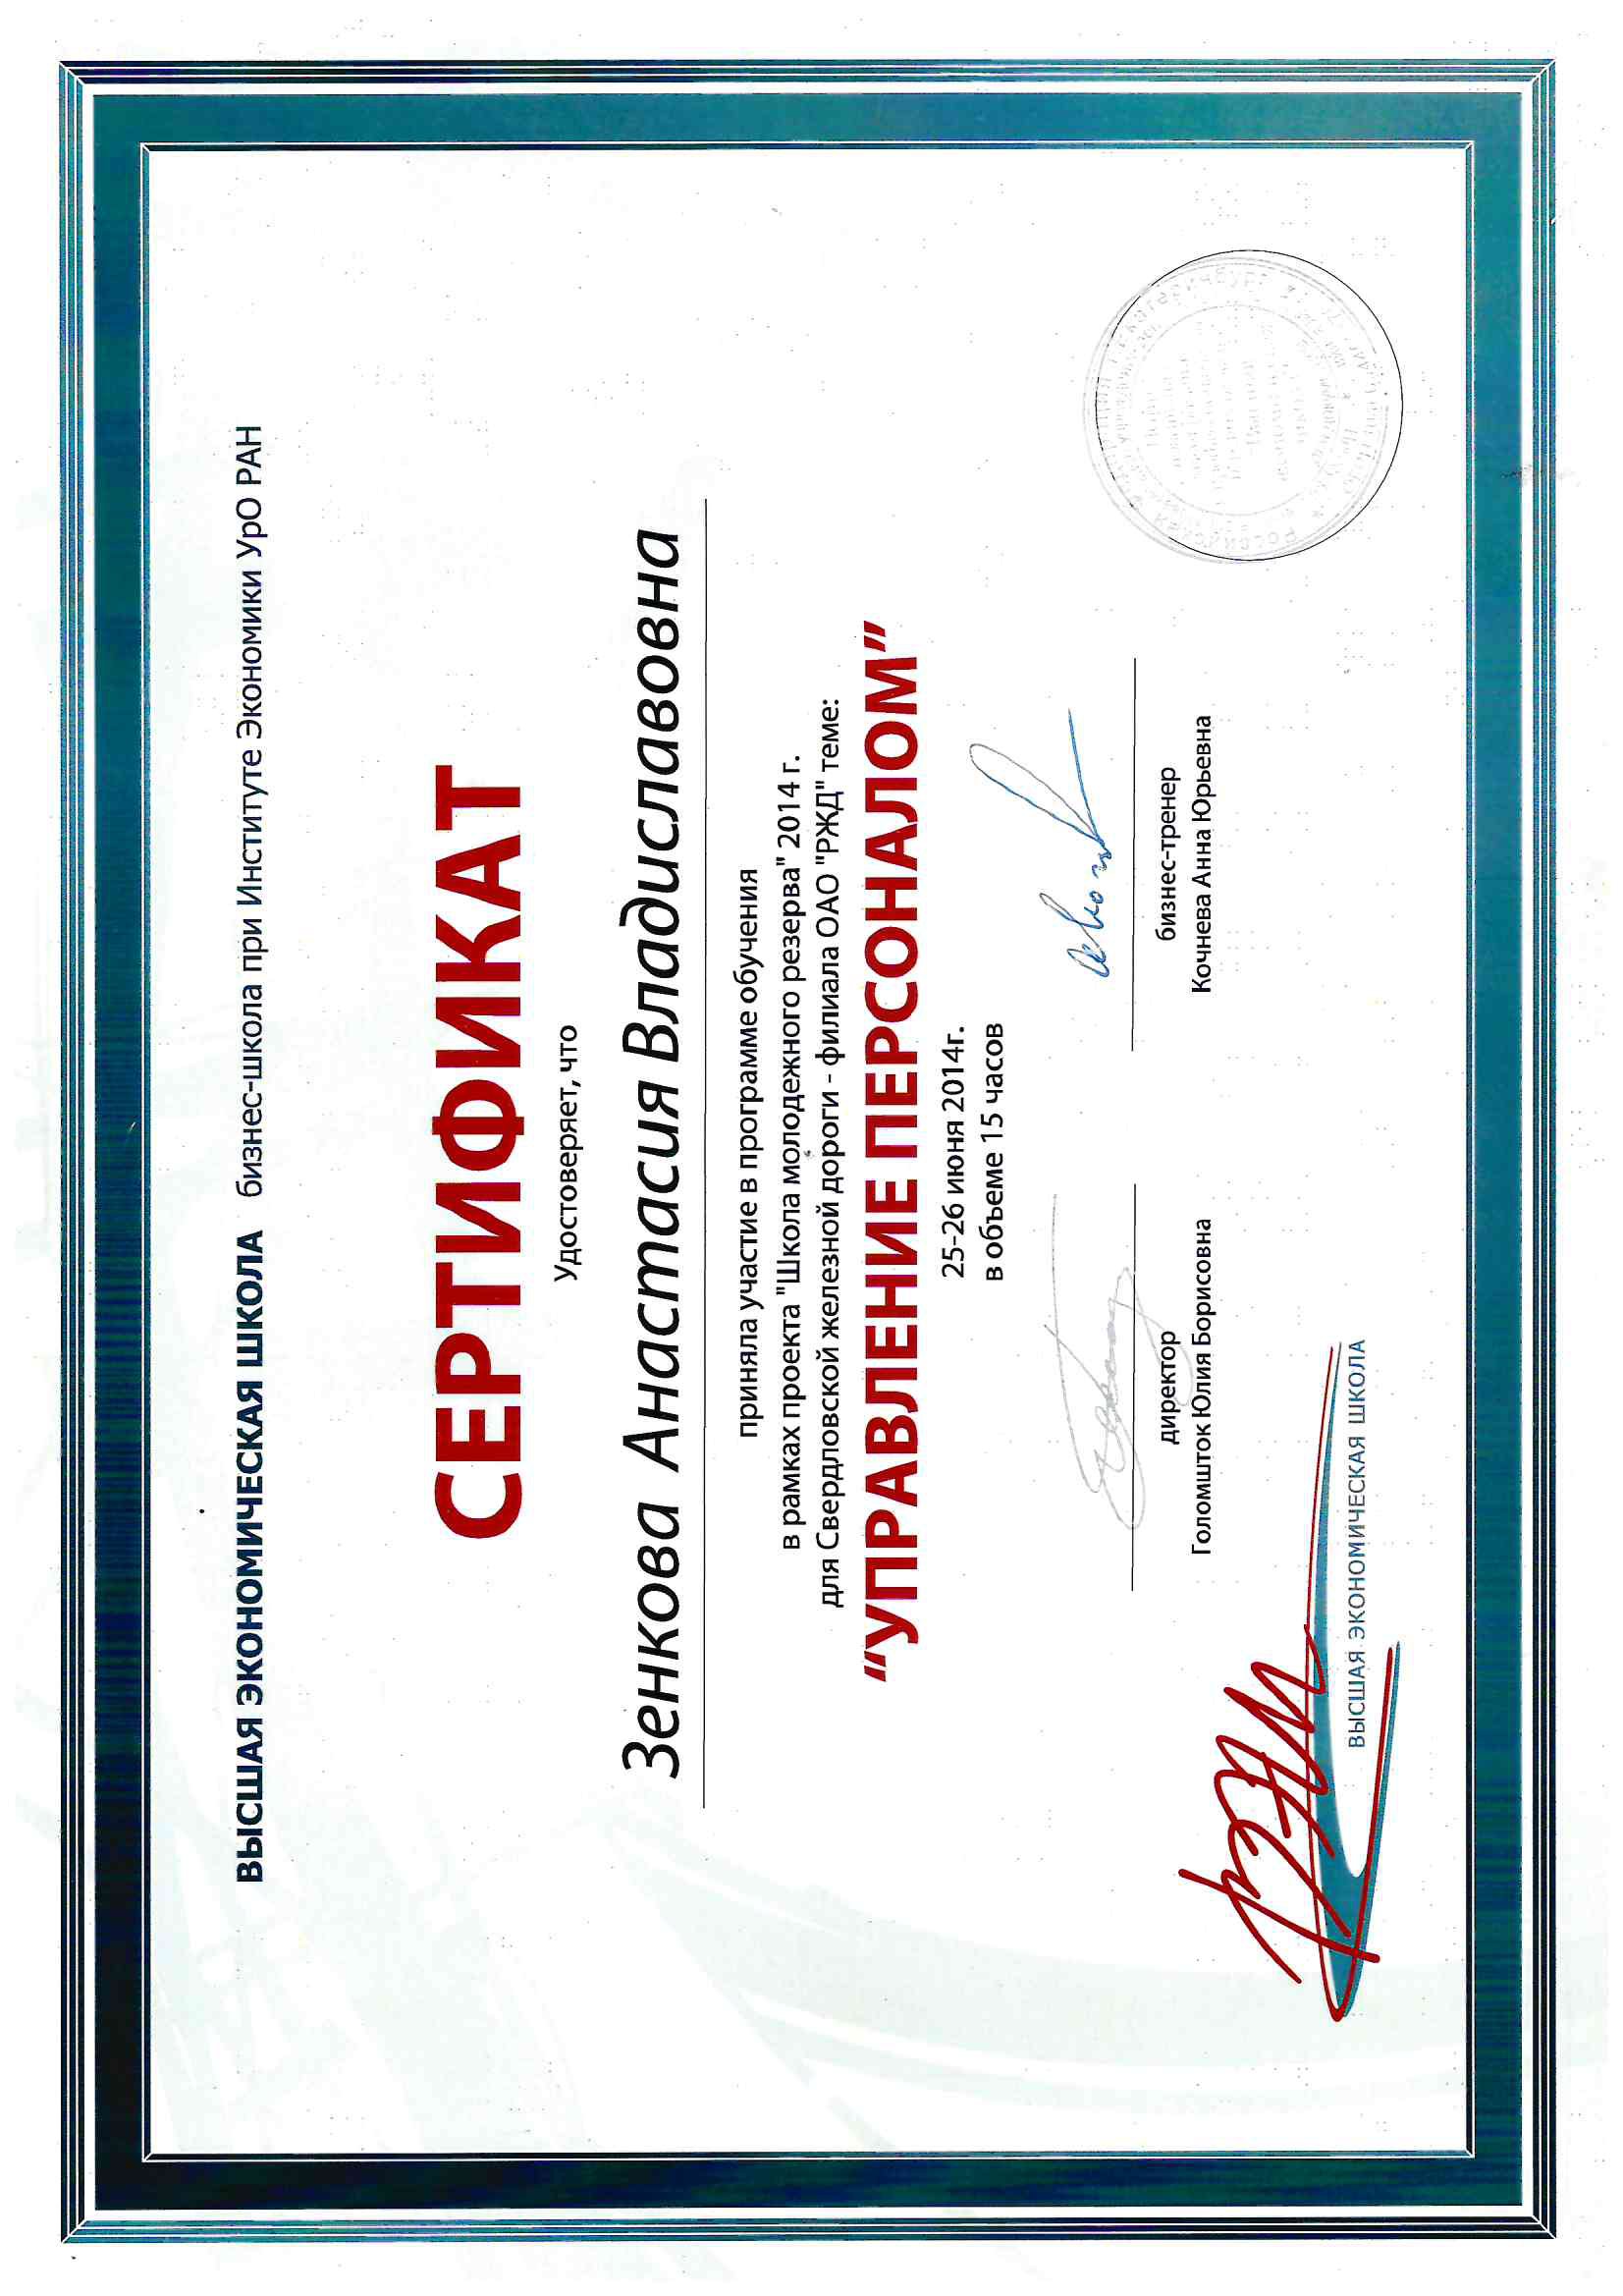 ВЫСШАЯ ЭКОНОМИЧЕСКАЯ ШКОЛА бизнес-школа при Институте Экономики УрО РАН
СЕРТИФИКАТ
Удостоверяет, что
Зенкова Анастасия Владиславовна
приняла участие в программе обучения
в рамках проекта "Школа молодежного резерва" 2014 г.
для Свердловской железной дороги - филиала ОАО "РЖД" теме:
“УПРАВЛЕНИЕ ПЕРСОНАЛОМ”
25-26 июня 2014г.
в объеме 15 часов
директор
Голомшток Юлия Борисовна
бизнес-тренер
Кочнева Анна Юрьевна
ВЫСШАЯ ЭКОНОМИЧЕСКАЯ ШКОЛА